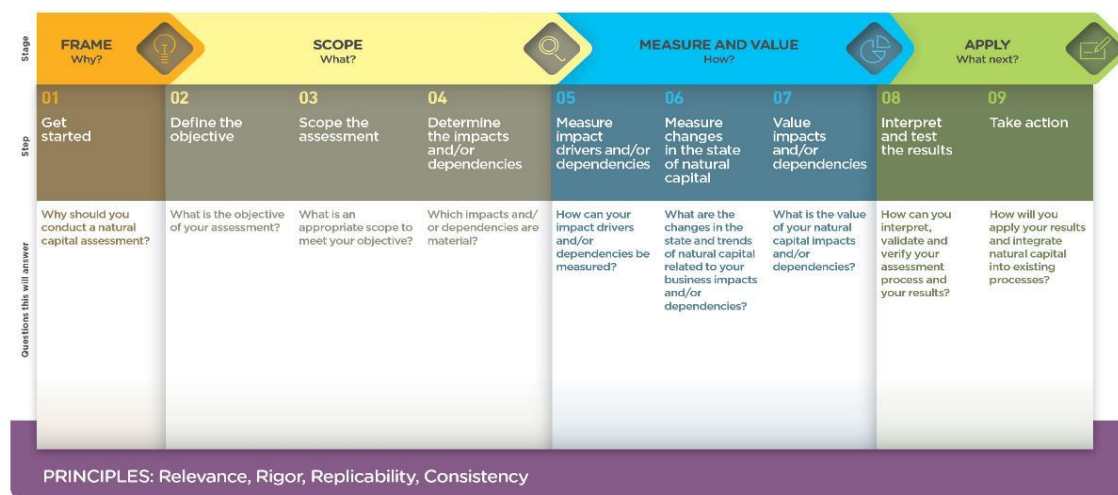 Stage
FRAME
Why?
SCOPE
What?
MEASURE AND VALUE
How?
APPLY
What next?
Step
01
Get
started
02
Define the
objective
03
Scope the
assessment
04
Determine
the impacts
and/or
dependencies
05
Measure
impact
drivers and/or
dependencies
06
Measure
changes
in the state
of natural
capital
07
Value
impacts
and/or
dependencies
08
Interpret
and test
the results
09
Take action
Questions this will answer
Why should you
conduct a natural
capital assessment?
What is the objective
of your assessment?
What is an
appropriate scope to
meet your objective?
Which impacts and/
or dependencies are
material?
How can your
impact drivers
and/or
dependencies be
measured?
What are the
changes in the
state and trends
of natural capital
related to your
business impacts
and/or
dependencies?
What is the value
of your natural
capital impacts
and/or
dependencies?
How can you
interpret,
validate and
verify your
assessment
process and
your results?
How will you
apply your results
and integrate
natural capital
into existing
processes?
PRINCIPLES: Relevance, Rigor, Replicability, Consistency